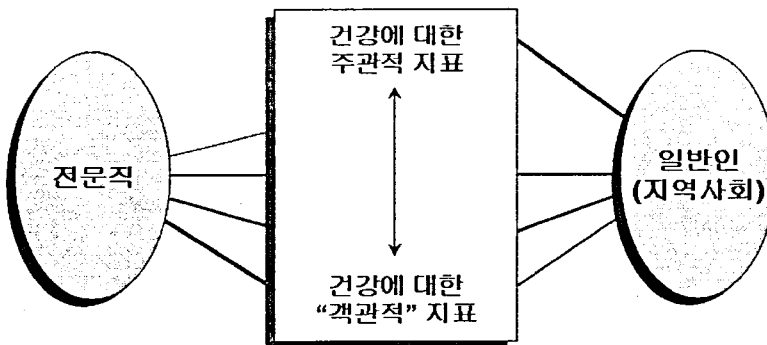 건강에 대한
주관적 지표
전문직
일반인
(지역사회)
건강에 대한
“객관적” 지표